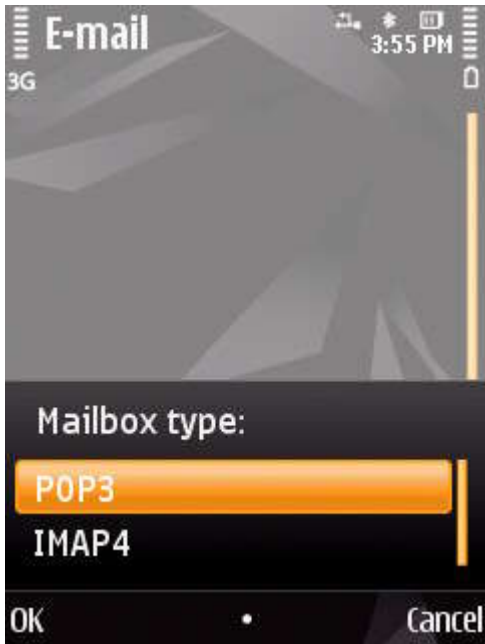 E-mail
3:55 PM
3G
Mailbox type:
POP3
IMAP4
OK
Cancel